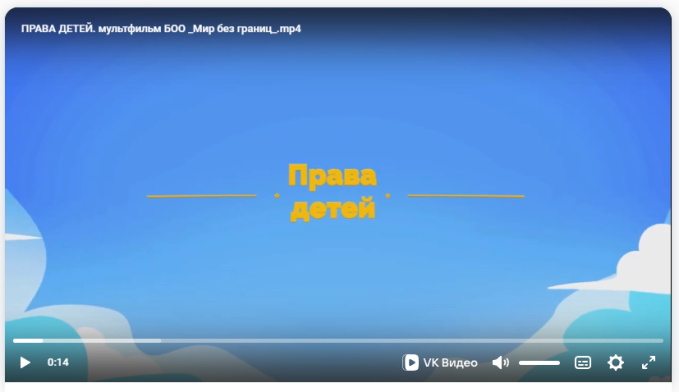 ПРАВА ДЕТЕЙ. мультфильм БОО _Мир без границ_.mp4
Права
детей
0:14
VK Видео